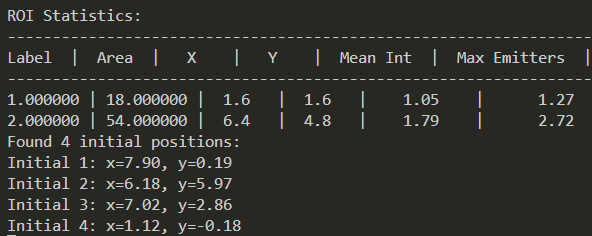 ROI Statistics:
--------------------------------------------------------------------------
Label  |  Area  |   X    |   Y    |  Mean Int  |  Max Emitters  |
--------------------------------------------------------------------------
1.000000 | 18.000000 |  1.6   |  1.6   |    1.05    |      1.27
2.000000 | 54.000000 |  6.4   |  4.8   |    1.79    |      2.72
Found 4 initial positions:
Initial 1: x=7.90, y=0.19
Initial 2: x=6.18, y=5.97
Initial 3: x=7.02, y=2.86
Initial 4: x=1.12, y=-0.18